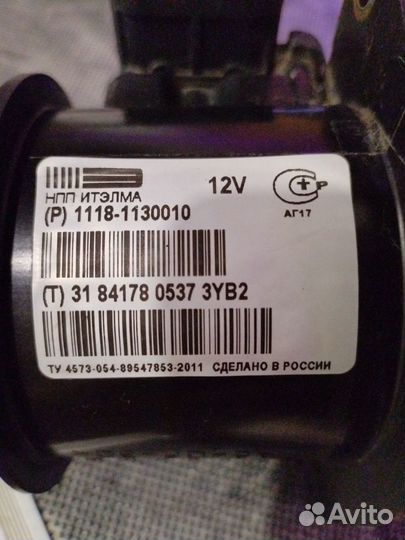 НПП ИТЭЛМА
12V
Р
АГ17
(P) 1118-1130010
(T) 31 84178 0537 3YB2
ТУ 4573-054-89547853-2011 СДЕЛАНО В РОССИИ
Avito